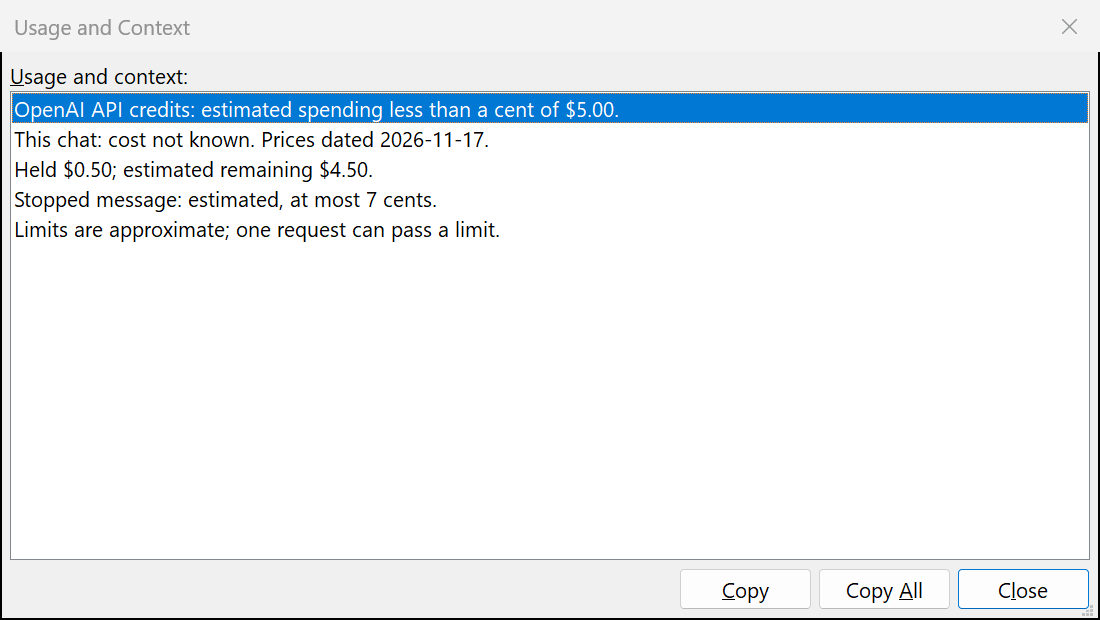 Usage and Context
Usage and context:
OpenAI API credits: estimated spending less than a cent of $5.00.
This chat: cost not known. Prices dated 2026-11-17.
Held $0.50; estimated remaining $4.50.
Stopped message: estimated, at most 7 cents.
Limits are approximate; one request can pass a limit.
Copy
Copy All
Close